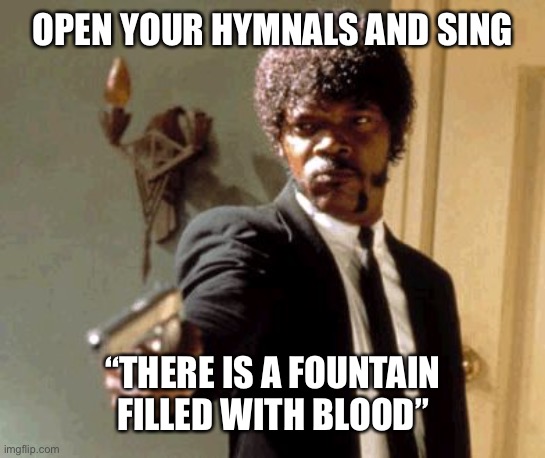 OPEN YOUR HYMNALS AND SING
“THERE IS A FOUNTAIN
FILLED WITH BLOOD”
imgflip.com